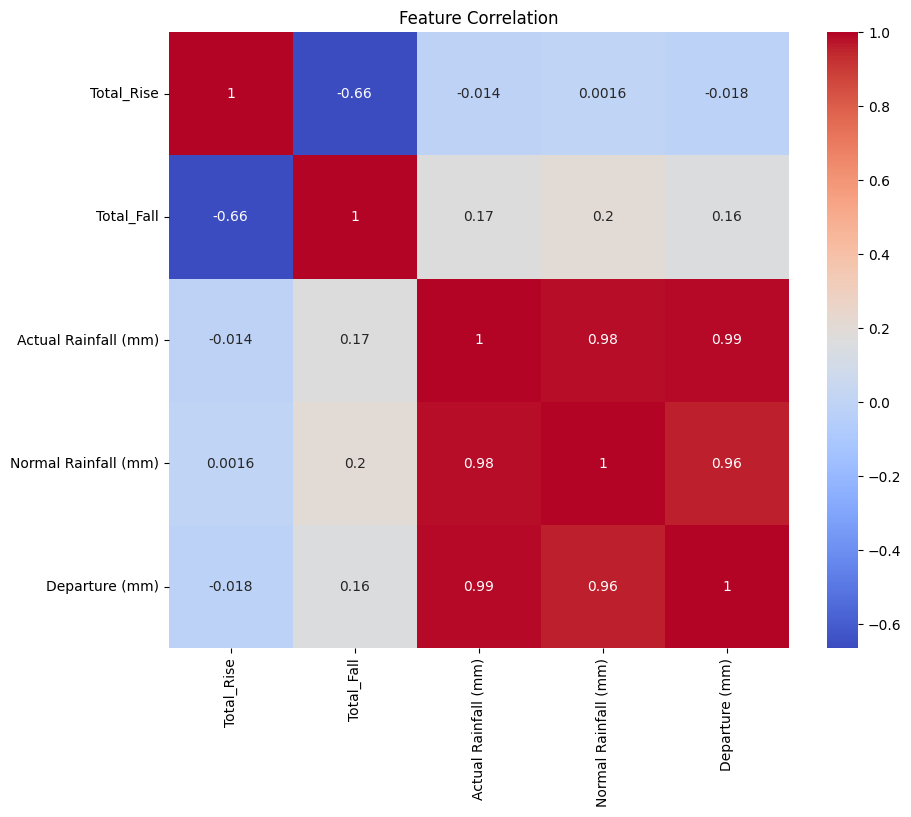 Feature Correlation
Total_Rise 1 -0.66 -0.014 0.0016 -0.018
Total_Fall -0.66 1 0.17 0.2 0.16
Actual Rainfall (mm) -0.014 0.17 1 0.98 0.99
Normal Rainfall (mm) 0.0016 0.2 0.98 1 0.96
Departure (mm) -0.018 0.16 0.99 0.96 1
Total_Rise
Total_Fall
Actual Rainfall (mm)
Normal Rainfall (mm)
Departure (mm)
1.0
0.8
0.6
0.4
0.2
0.0
−0.2
−0.4
−0.6